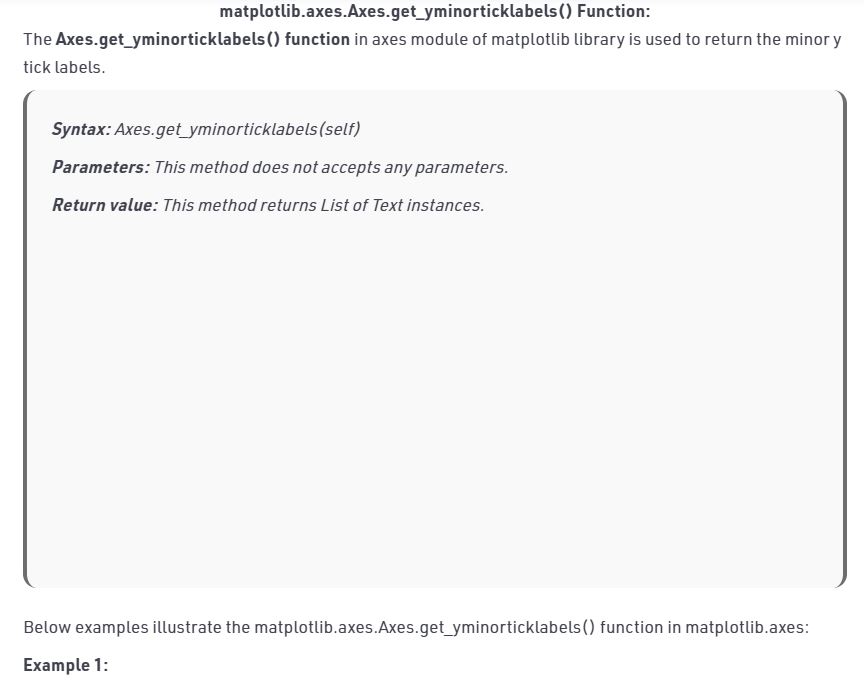 matplotlib.axes.Axes.get_yminorticklabels() Function:
The Axes.get_yminorticklabels() function in axes module of matplotlib library is used to return the minor y
tick labels.
Syntax: Axes.get_yminorticklabels(self)
Parameters: This method does not accepts any parameters.
Return value: This method returns List of Text instances.
Below examples illustrate the matplotlib.axes.Axes.get_yminorticklabels() function in matplotlib.axes:
Example 1: